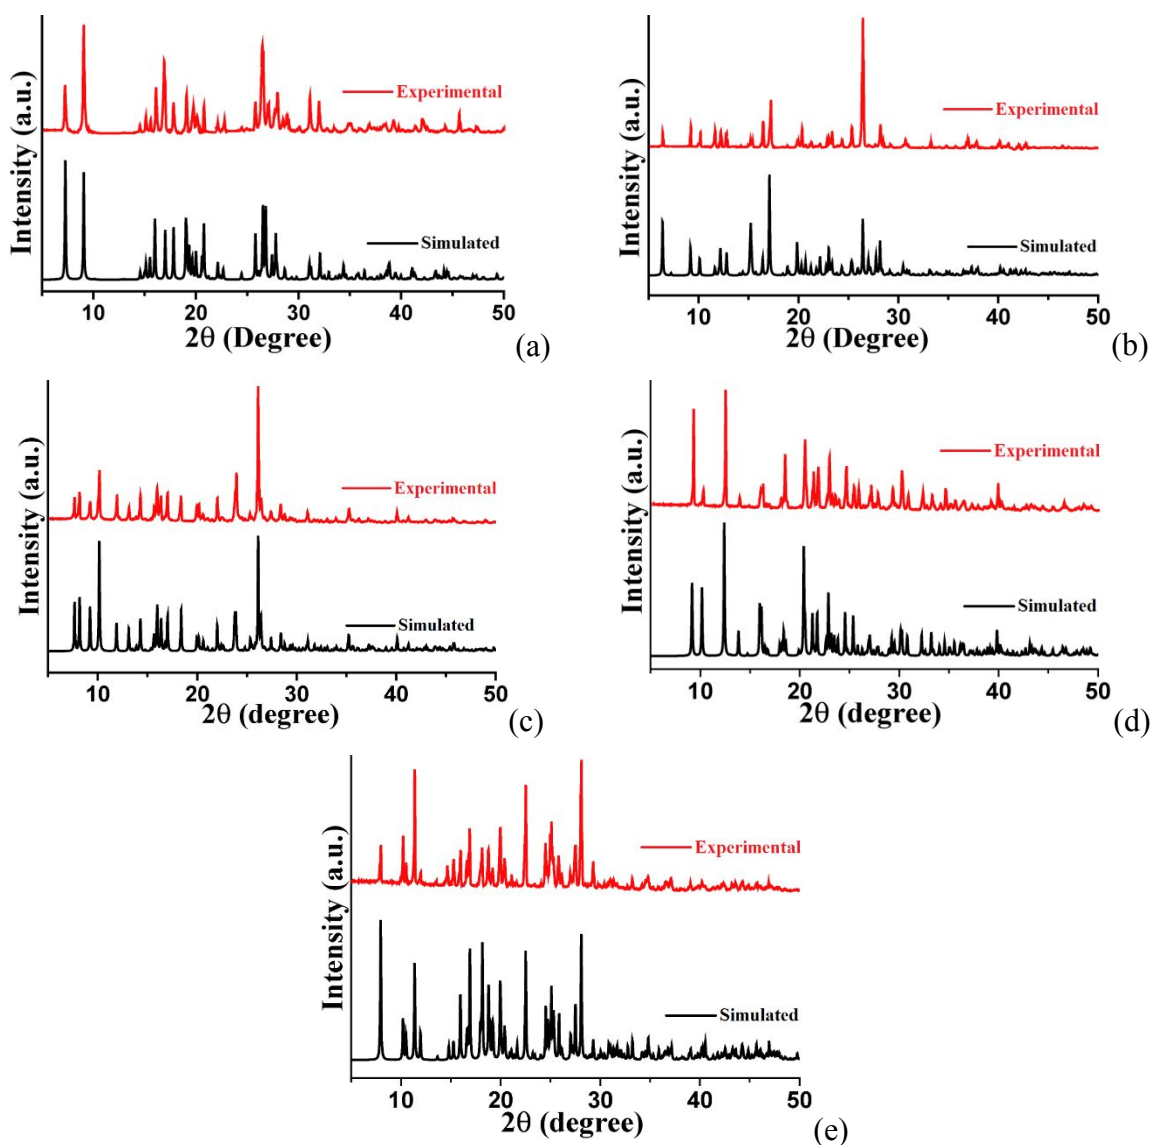 Intensity (a.u.)
Experimental
Simulated
10 20 30 40 50
2θ (Degree)
(a)
Intensity (a.u.)
Experimental
Simulated
10 20 30 40 50
2θ (Degree)
(b)
Intensity (a.u.)
Experimental
Simulated
10 20 30 40 50
2θ (degree)
(c)
Intensity (a.u.)
Experimental
Simulated
10 20 30 40 50
2θ (degree)
(d)
Intensity (a.u.)
Experimental
Simulated
10 20 30 40 50
2θ (degree)
(e)